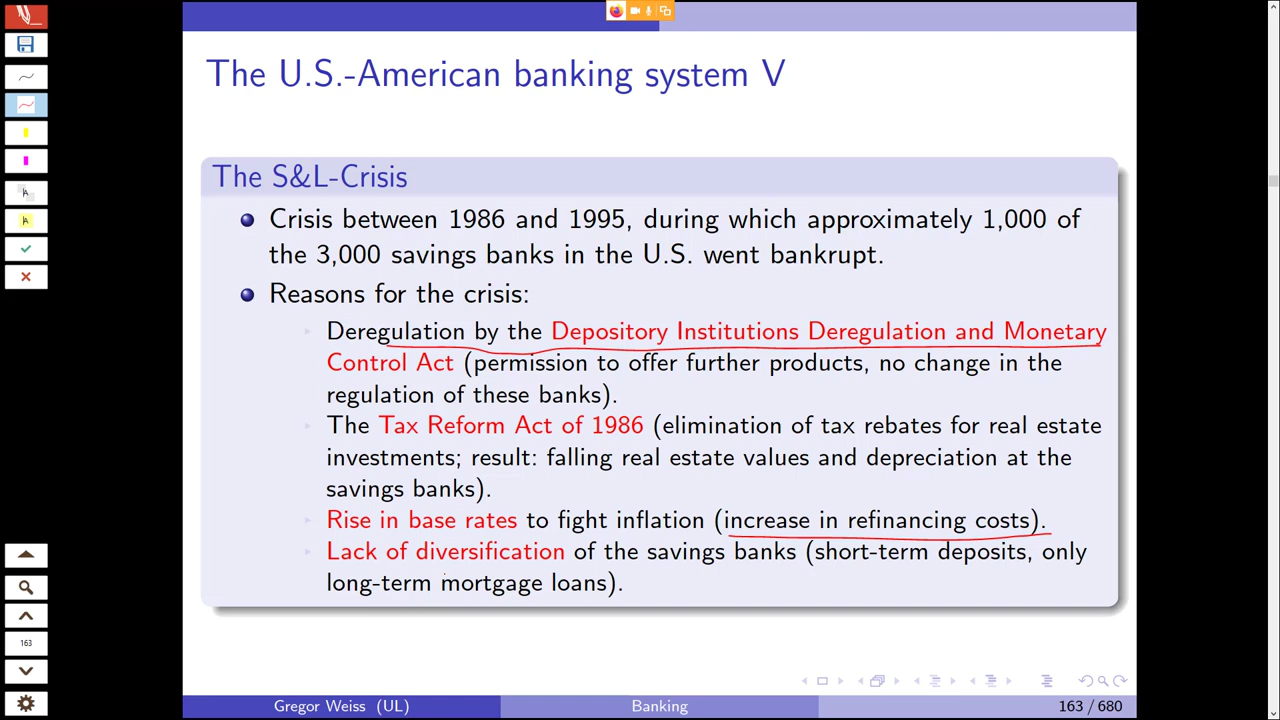 The U.S.-American banking system V
The S&L-Crisis
Crisis between 1986 and 1995, during which approximately 1,000 of
the 3,000 savings banks in the U.S. went bankrupt.
Reasons for the crisis:
Deregulation by the Depository Institutions Deregulation and Monetary
Control Act (permission to offer further products, no change in the
regulation of these banks).
The Tax Reform Act of 1986 (elimination of tax rebates for real estate
investments; result: falling real estate values and depreciation at the
savings banks).
Rise in base rates to fight inflation (increase in refinancing costs).
Lack of diversification of the savings banks (short-term deposits, only
long-term mortgage loans).
163
Gregor Weiss (UL) Banking 163 / 680